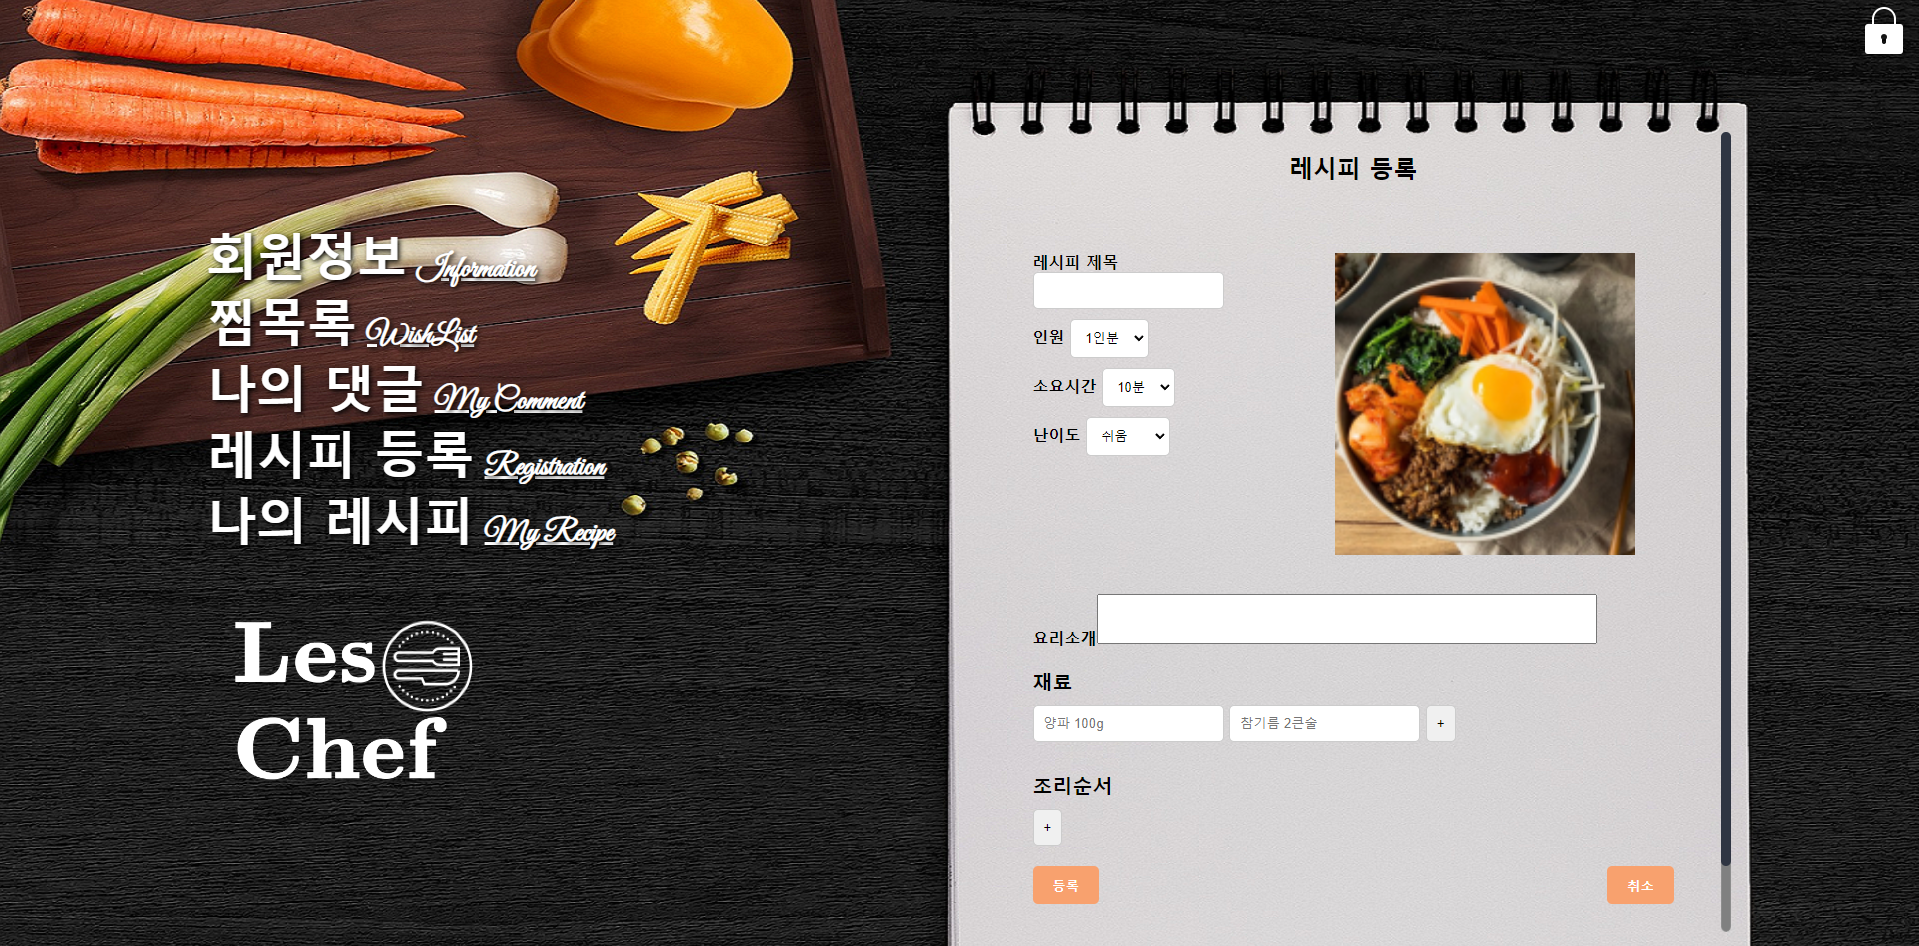 회원정보 Information
찜목록 WishList
나의 댓글 My Comment
레시피 등록 Registration
나의 레시피 My Recipe
Les
Chef
레시피 등록
레시피 제목
인원 1인분
소요시간 10분
난이도 쉬움
요리소개
재료
양파 100g 참기름 2큰술 +
조리순서
+
등록 취소